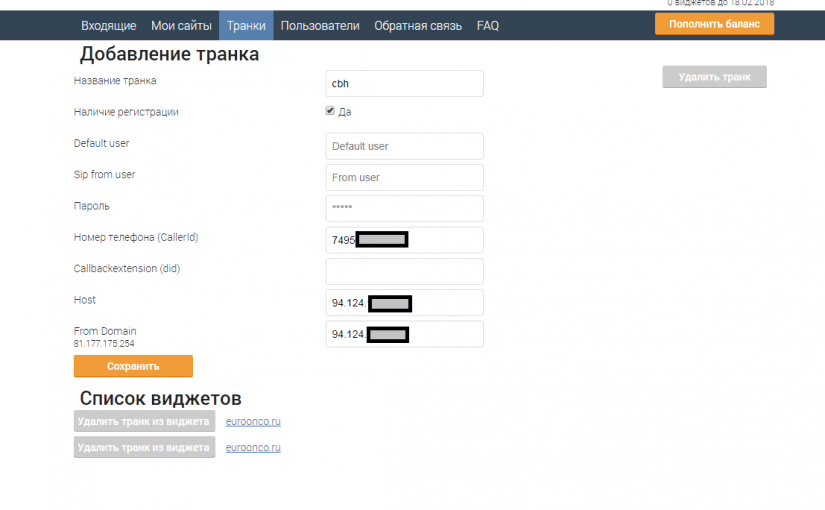 0 виджетов до 18.02.2018
Входящие Мои сайты Транки Пользователи Обратная связь FAQ Пополнить баланс
Добавление транка
Название транка cbh Удалить транк
Наличие регистрации Да
Default user Default user
Sip from user From user
Пароль *****
Номер телефона (CallerId) 7495
Callbackextension (did)
Host 94.124.
From Domain 94.124.
81.177.175.254
Сохранить
Список виджетов
Удалить транк из виджета euroonco.ru
Удалить транк из виджета euroonco.ru